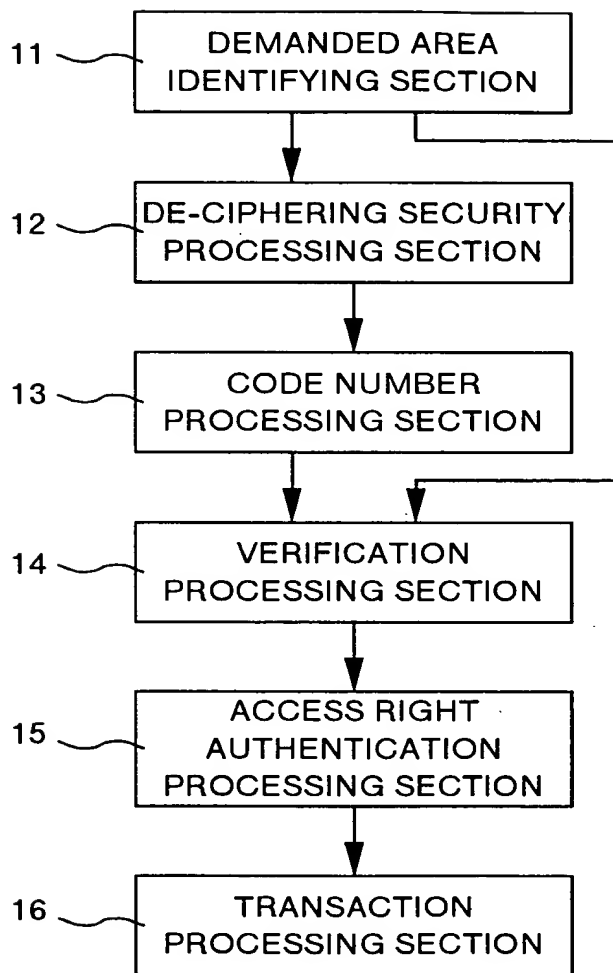 11
DEMANDED AREA
IDENTIFYING SECTION
12
DE-CIPHERING SECURITY
PROCESSING SECTION
13
CODE NUMBER
PROCESSING SECTION
14
VERIFICATION
PROCESSING SECTION
15
ACCESS RIGHT
AUTHENTICATION
PROCESSING SECTION
16
TRANSACTION
PROCESSING SECTION